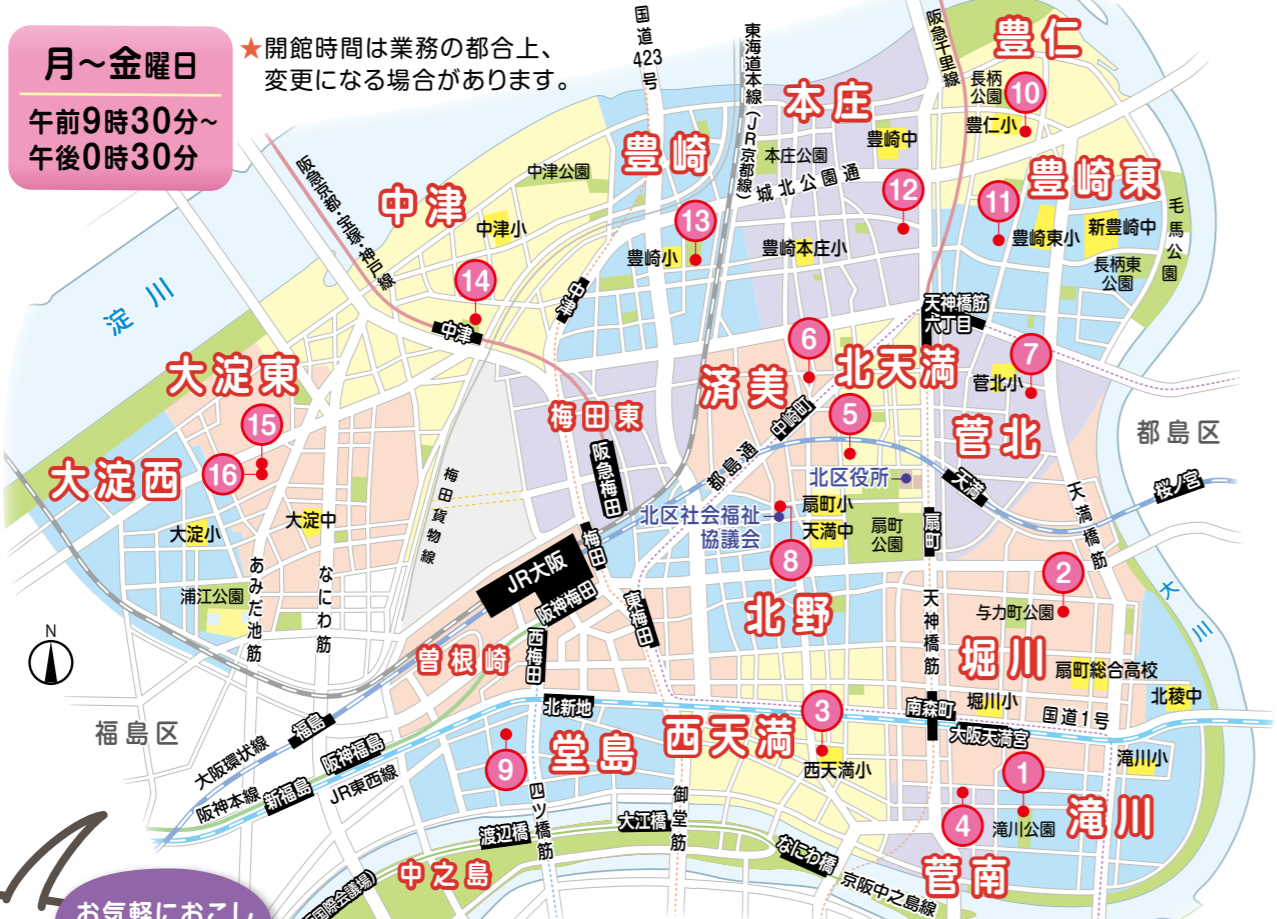 月～金曜日
午前9時30分～
午後0時30分
★開館時間は業務の都合上、
変更になる場合があります。
国道423号
東海道本線（JR京都線）
阪急千里線
豊仁
長柄
公園
10
豊仁小
本庄
豊崎中
本庄公園
城北公園通
12
豊崎
中津公園
阪急京都・宝塚・神戸線
中津
中津小
13
豊崎小
豊崎本庄小
11
豊崎東
豊崎東小
新豊崎中
毛馬公園
長柄東
公園
淀川
14
中津
中津
天神橋筋
六丁目
大淀東
15
16
大淀西
大淀小
大淀中
浦江公園
あみだ池筋
なにわ筋
梅田貨物線
梅田東
阪急梅田
済美
6
北天満
5
中崎町
都島通
7
菅北小
菅北
都島区
北区役所
天満
桜ノ宮
天満橋筋
北区社会福祉
協議会
扇町小
天満中
扇町
公園
扇町
8
北野
JR大阪
梅田
阪神梅田
東梅田
西梅田
2
与力町公園
大川
天神橋筋
堀川
扇町総合高校
北稜中
堀川小
国道1号
N
曽根崎
福島区
福島
大阪環状線
阪神福島
阪神本線
新福島
JR東西線
北新地
堂島
9
四ツ橋筋
西天満
3
西天満小
南森町
大阪天満宮
滝川小
1
滝川公園
滝川
4
菅南
御堂筋
渡辺橋
大江橋
なにわ橋
京阪中之島線
中之島
国際会議場）
お気軽におこし